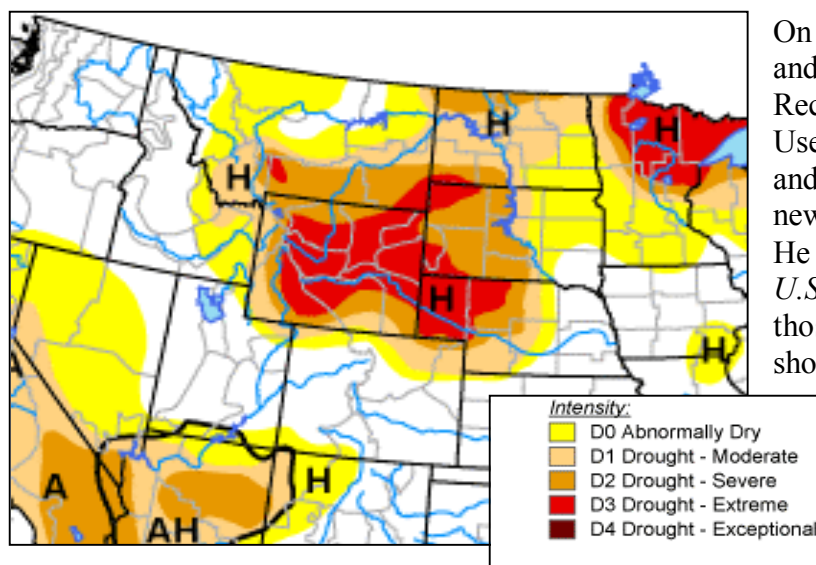 On
and
Rec
Use
and
new
He
U.S
tho
sho
H
H
H
H
H
H
A
A
AH
Intensity:
D0 Abnormally Dry
D1 Drought - Moderate
D2 Drought - Severe
D3 Drought - Extreme
D4 Drought - Exceptional